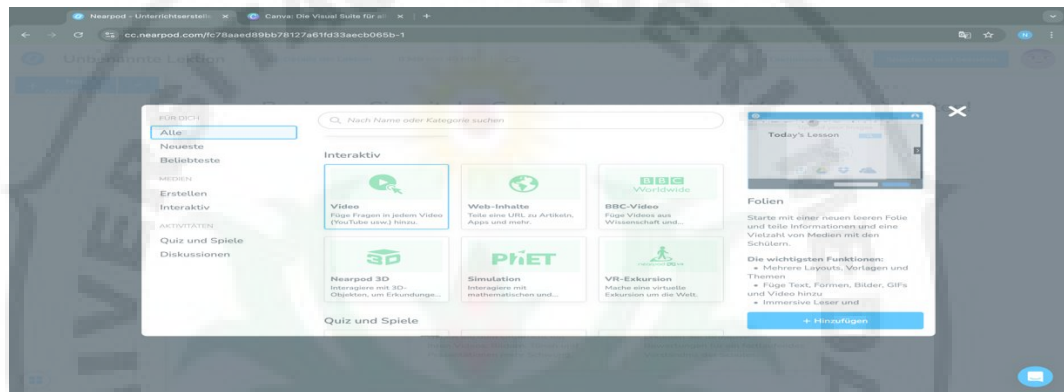 Nearpod - Unterrichtserstell
Canva: Die Visual Suite für al
cc.nearpod.com/fc78aaed89bb78127a61fd33aecb065b-1
N
Unbenannte Lektion
FÜR DICH
Alle
Neueste
Beliebteste
MEDIEN
Erstellen
Interaktiv
AKTIVITÄTEN
Quiz und Spiele
Diskussionen
Nach Name oder Kategorie suchen
Interaktiv
Video
Füge Fragen in jedem Video
(YouTube usw.) hinzu.
Web-Inhalte
Teile eine URL zu Artikeln,
Apps und mehr.
BBC
Worldwide
BBC-Video
Füge Videos aus
Wissenschaft und...
3D
Nearpod 3D
Interagiere mit 3D-
Objekten, um Erkundunge...
PhET
Simulation
Interagiere mit
mathematischen und...
VR-Exkursion
Mache eine virtuelle
Exkursion um die Welt.
Quiz und Spiele
Today's Lesson
Folien
Starte mit einer neuen leeren Folie
und teile Informationen und eine
Vielzahl von Medien mit den
Schülern.
Die wichtigsten Funktionen:
• Mehrere Layouts, Vorlagen und
Themen
• Füge Text, Formen, Bilder, GIFs
und Video hinzu
• Immersive Leser und
+ Hinzufügen